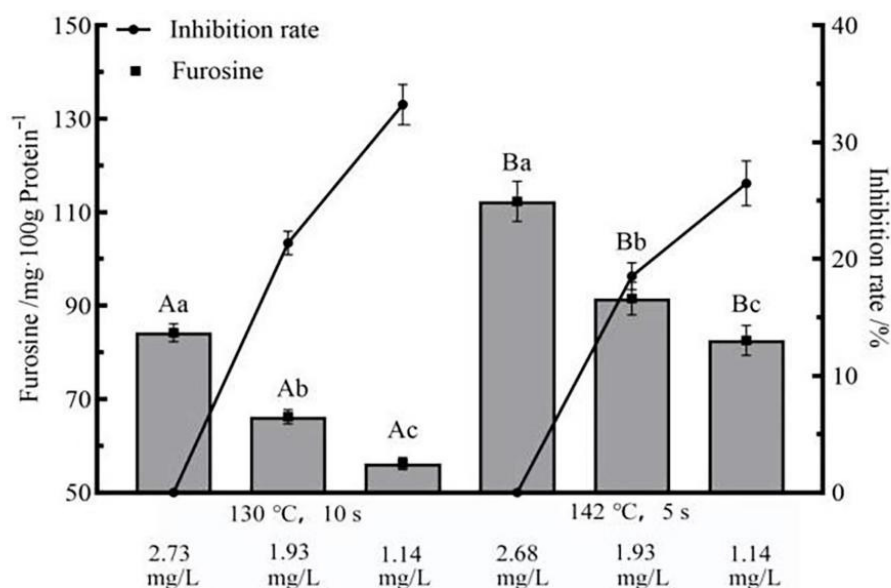 Inhibition rate
Furosine
Furosine /mg·100g Protein⁻¹
150
130
110
90
70
50
Aa
Ab
Ac
Ba
Bb
Bc
40
30
20
10
0
Inhibition rate /%
130 ℃, 10 s
142 ℃, 5 s
2.73 1.93 1.14 2.68 1.93 1.14
mg/L mg/L mg/L mg/L mg/L mg/L